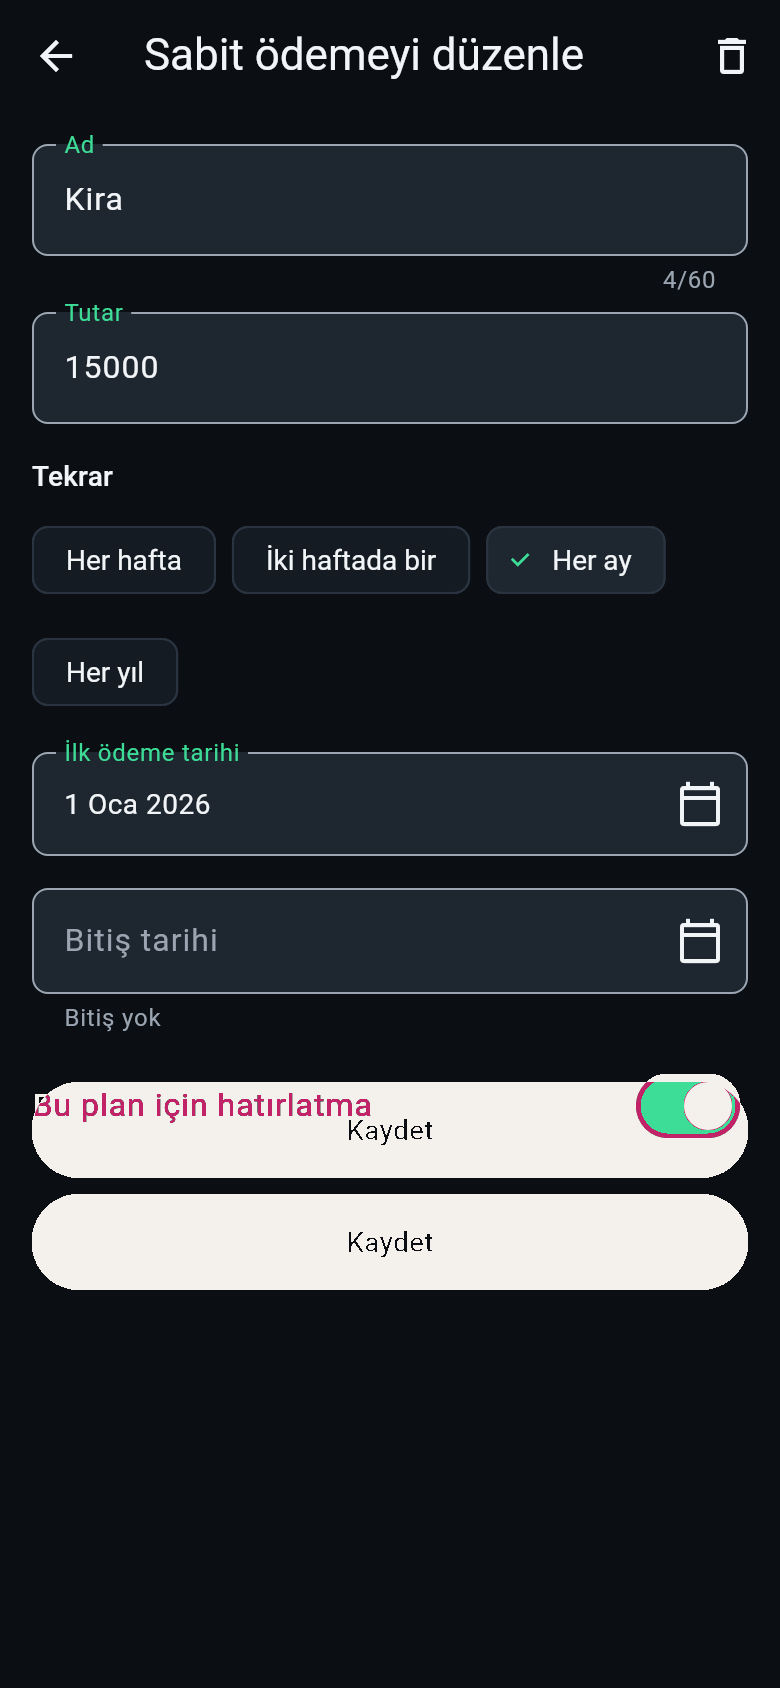 Sabit ödemeyi düzenle
Ad
Kira
4/60
Tutar
15000
Tekrar
Her hafta
İki haftada bir
Her ay
Her yıl
İlk ödeme tarihi
1 Oca 2026
Bitiş tarihi
Bitiş yok
Bu plan için hatırlatma
Kaydet
Kaydet